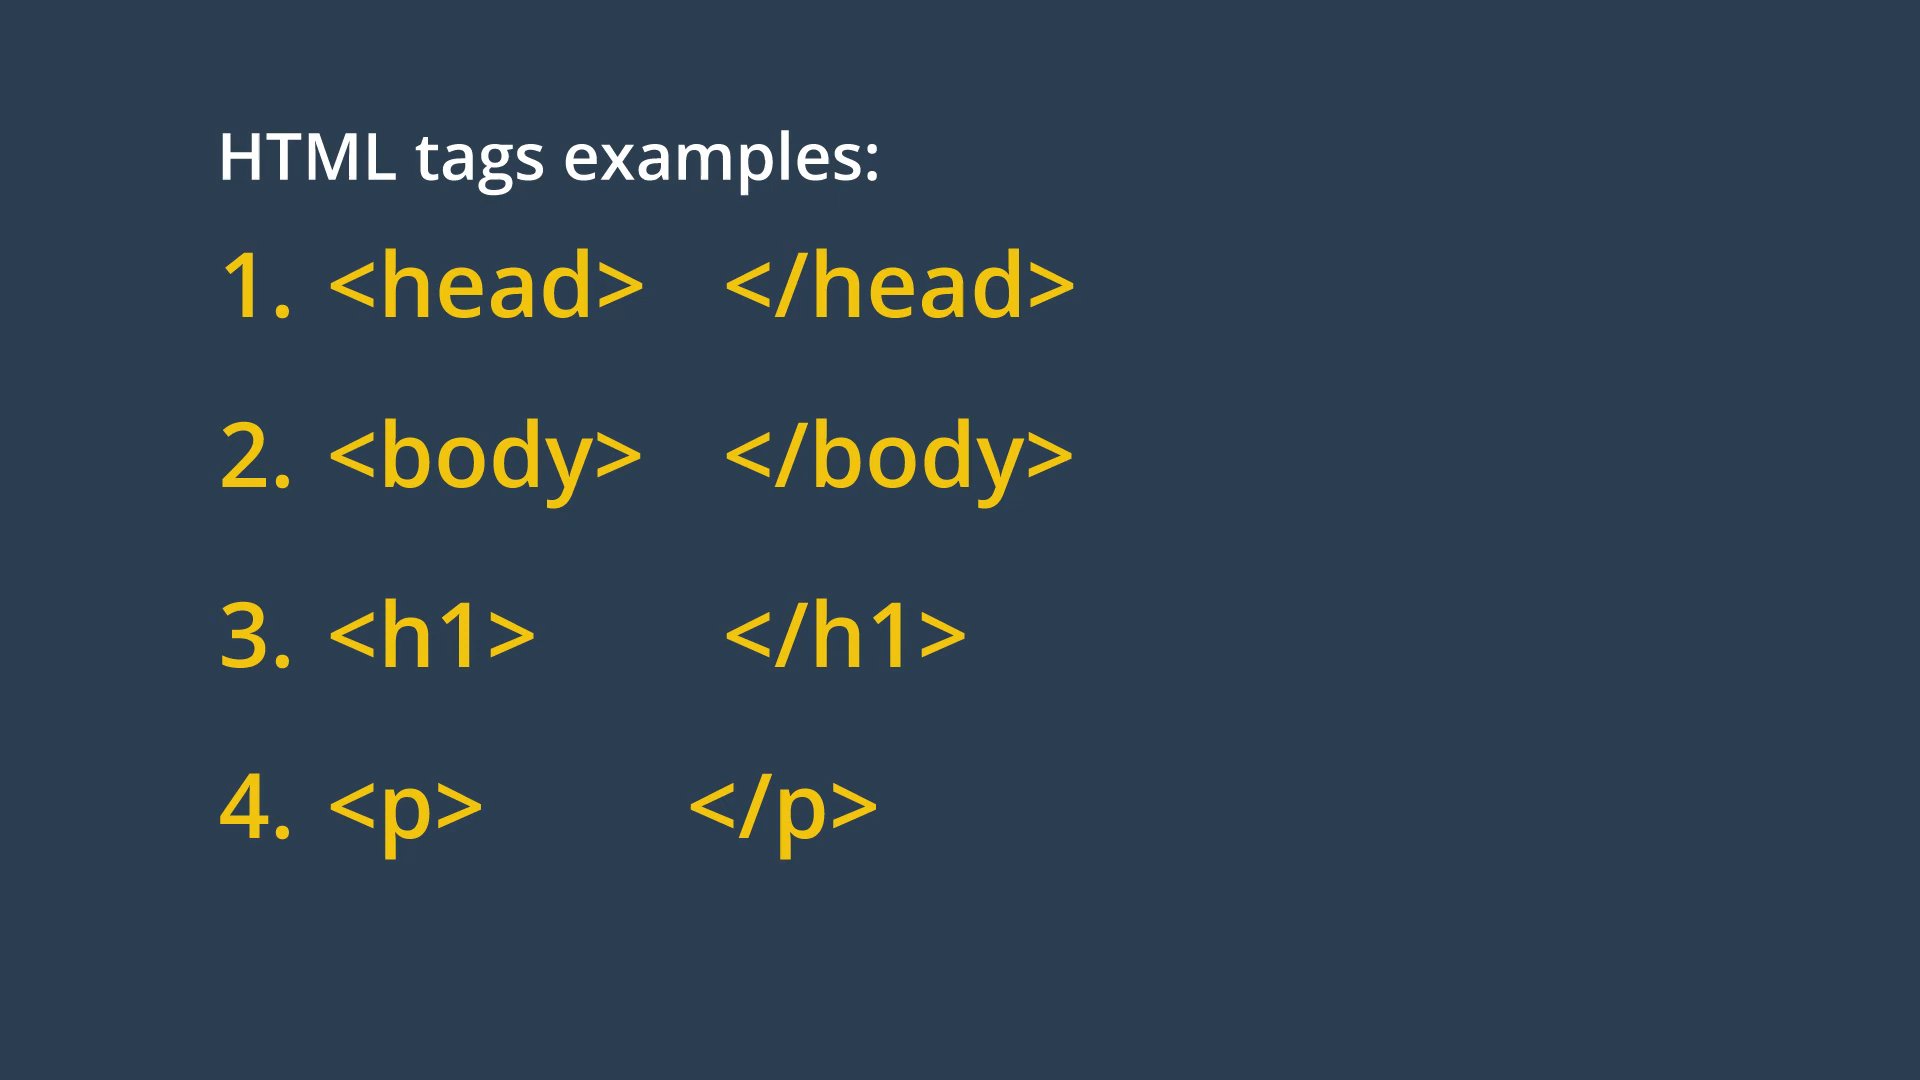 HTML tags examples:
1. <head> </head>
2. <body> </body>
3. <h1> </h1>
4. <p> </p>